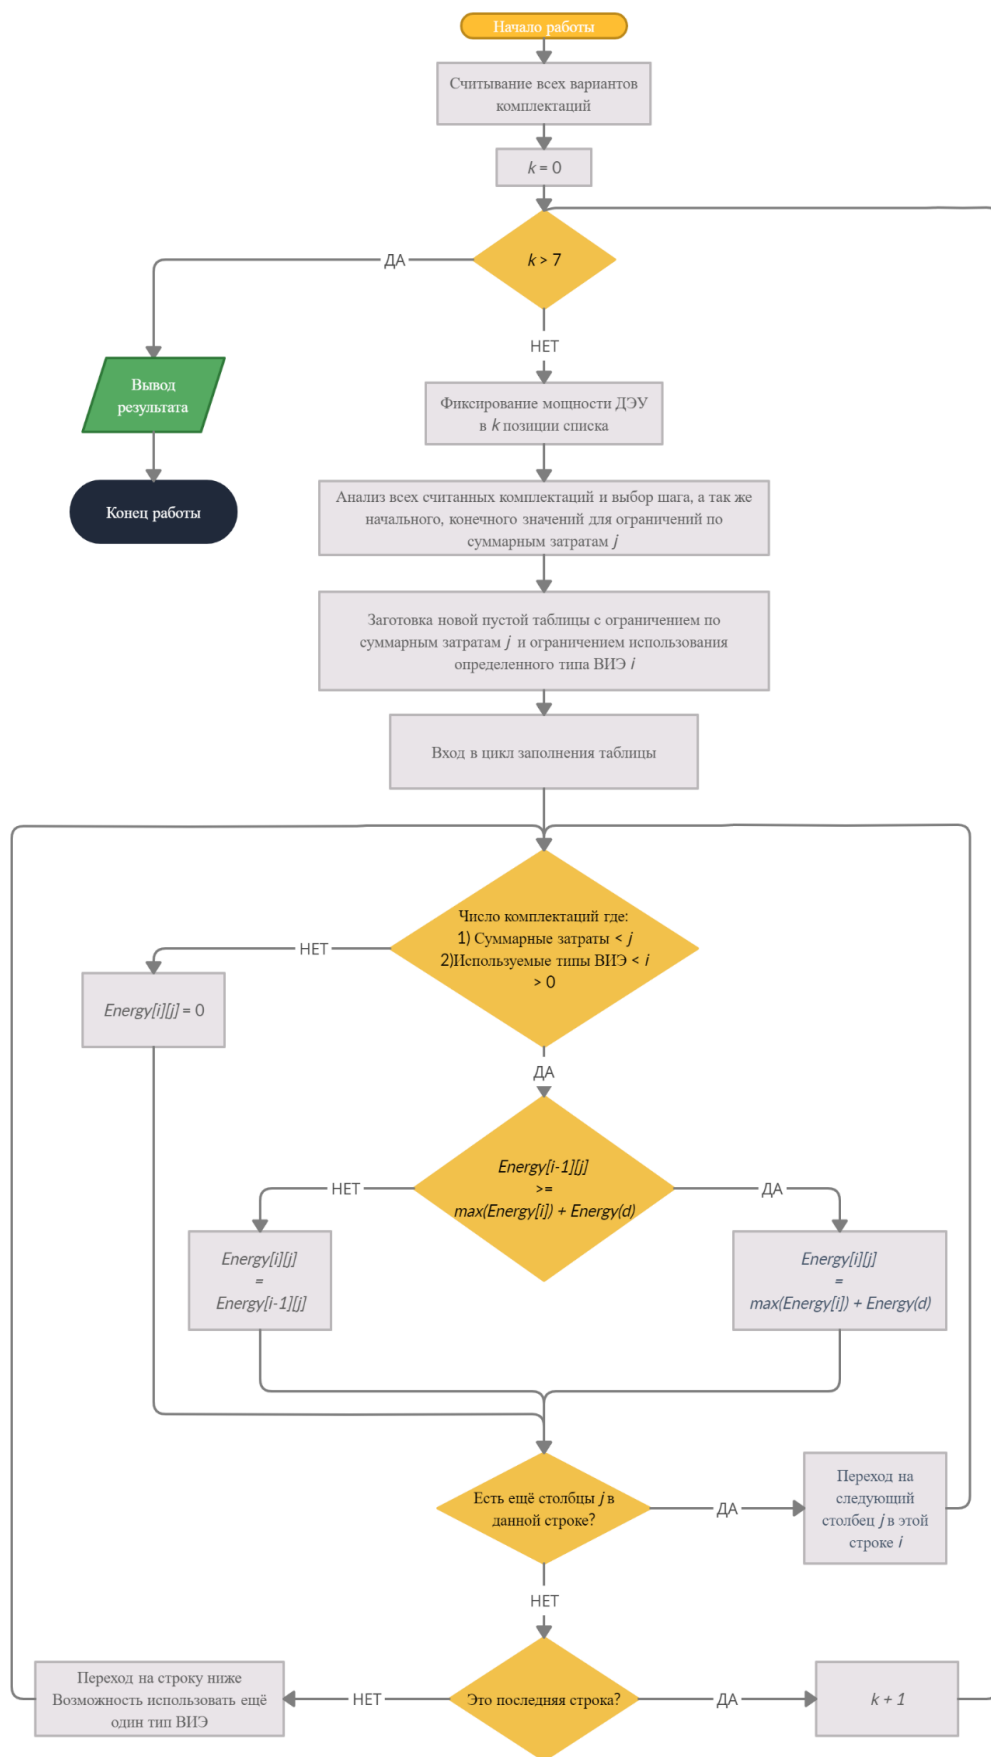 Начало работы
Считывание всех вариантов
комплектаций
k = 0
k > 7
ДА
НЕТ
Вывод
результата
Фиксирование мощности ДЭУ
в k позиции списка
Конец работы
Анализ всех считанных комплектаций и выбор шага, а так же
начального, конечного значений для ограничений по
суммарным затратам j
Заготовка новой пустой таблицы с ограничением по
суммарным затратам j и ограничением использования
определенного типа ВИЭ i
Вход в цикл заполнения таблицы
Число комплектаций где:
1) Суммарные затраты < j
2)Используемые типы ВИЭ < i
> 0
НЕТ
Energy[i][j] = 0
ДА
Energy[i-1][j]
>=
max(Energy[i]) + Energy(d)
НЕТ
ДА
Energy[i][j]
=
Energy[i-1][j]
Energy[i][j]
=
max(Energy[i]) + Energy(d)
Есть ещё столбцы j в
данной строке?
ДА
Переход на
следующий
столбец j в этой
строке i
НЕТ
Переход на строку ниже
Возможность использовать ещё
один тип ВИЭ
НЕТ
Это последняя строка?
ДА
k + 1